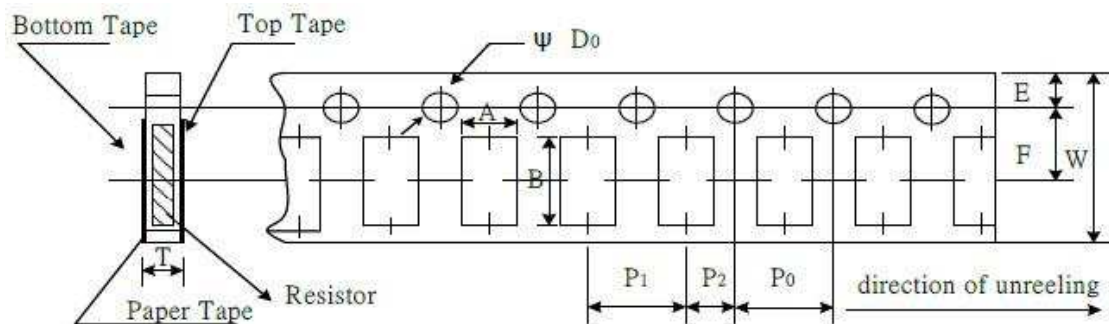 Bottom Tape
Top Tape
Ψ D0
E
A
F
W
B
T
P1
P2
P0
direction of unreeling
Resistor
Paper Tape